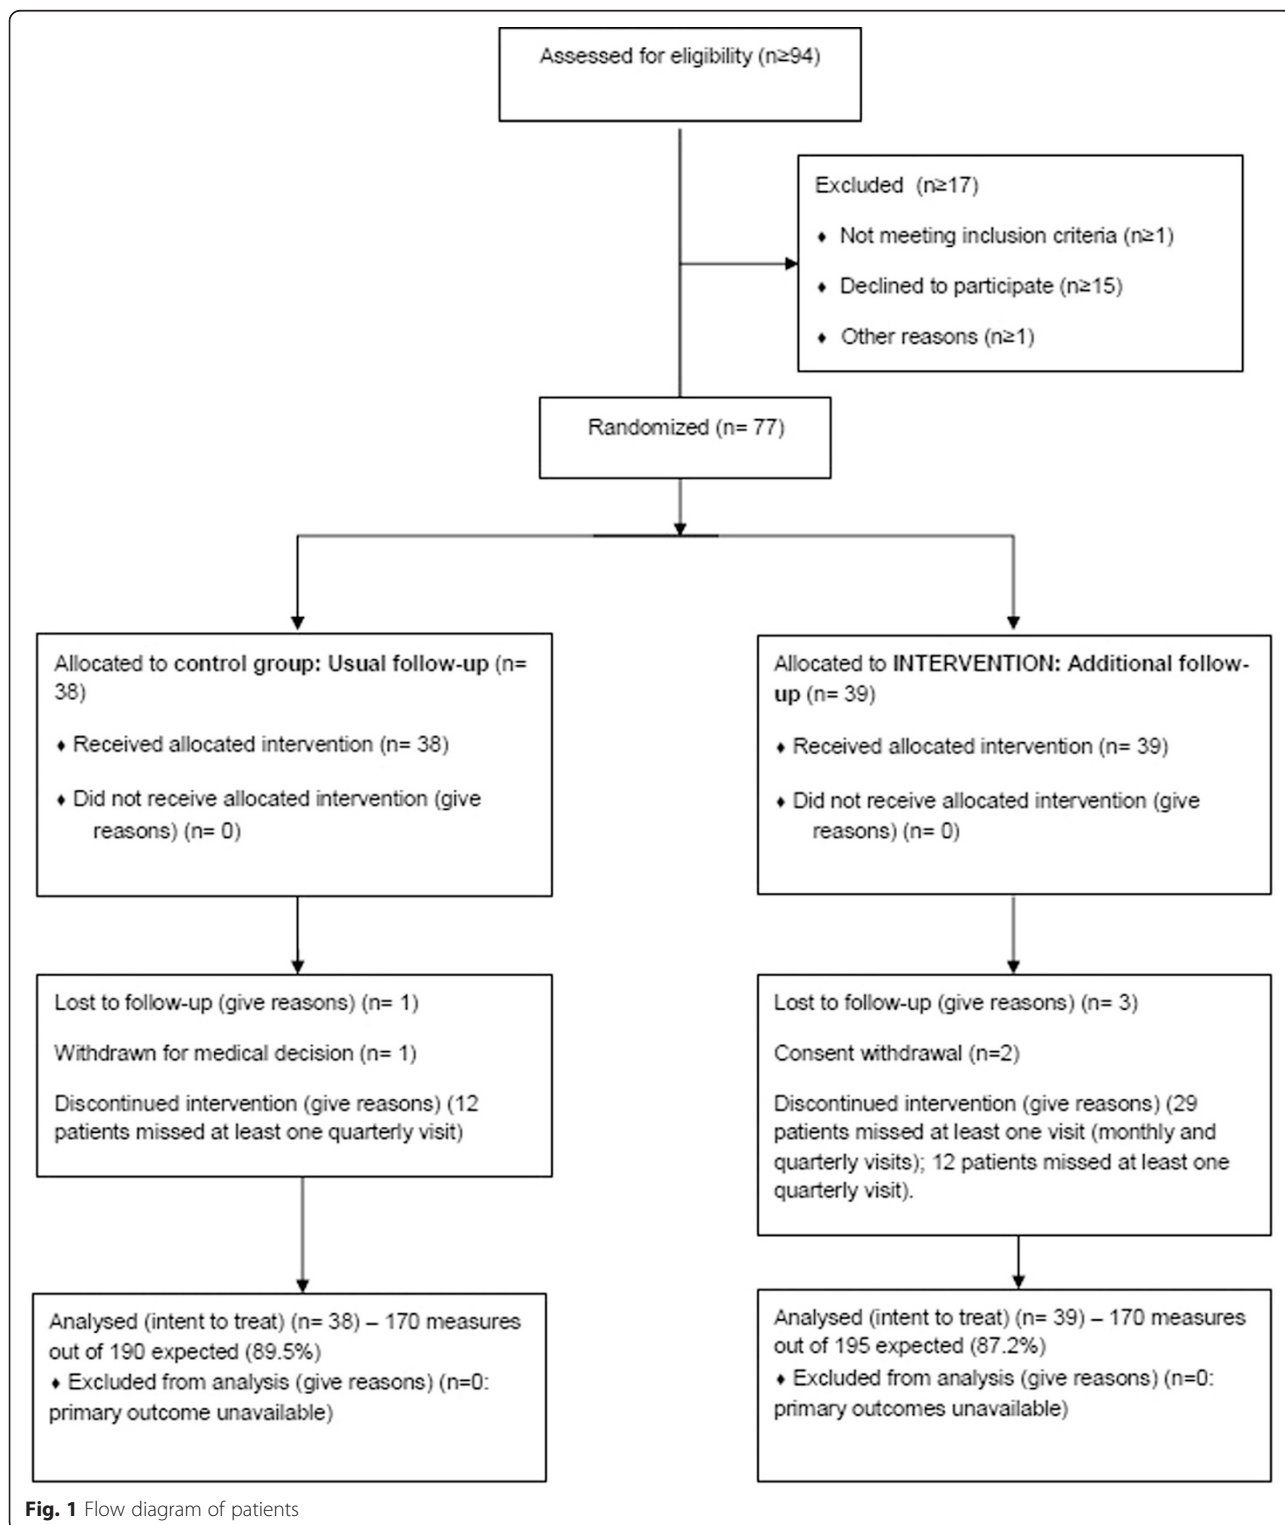 Assessed for eligibility (n≥94)
Excluded (n≥17)
♦ Not meeting inclusion criteria (n≥1)
♦ Declined to participate (n≥15)
♦ Other reasons (n≥1)
Randomized (n= 77)
Allocated to control group: Usual follow-up (n=
38)
♦ Received allocated intervention (n= 38)
♦ Did not receive allocated intervention (give
reasons) (n= 0)
Allocated to INTERVENTION: Additional follow-
up (n= 39)
♦ Received allocated intervention (n= 39)
♦ Did not receive allocated intervention (give
reasons) (n= 0)
Lost to follow-up (give reasons) (n= 1)
Withdrawn for medical decision (n= 1)
Discontinued intervention (give reasons) (12
patients missed at least one quarterly visit)
Lost to follow-up (give reasons) (n= 3)
Consent withdrawal (n=2)
Discontinued intervention (give reasons) (29
patients missed at least one visit (monthly and
quarterly visits); 12 patients missed at least one
quarterly visit).
Analysed (intent to treat) (n= 38) – 170 measures
out of 190 expected (89.5%)
♦ Excluded from analysis (give reasons) (n=0:
primary outcome unavailable)
Analysed (intent to treat) (n= 39) – 170 measures
out of 195 expected (87.2%)
♦ Excluded from analysis (give reasons) (n=0:
primary outcomes unavailable)
Fig. 1 Flow diagram of patients